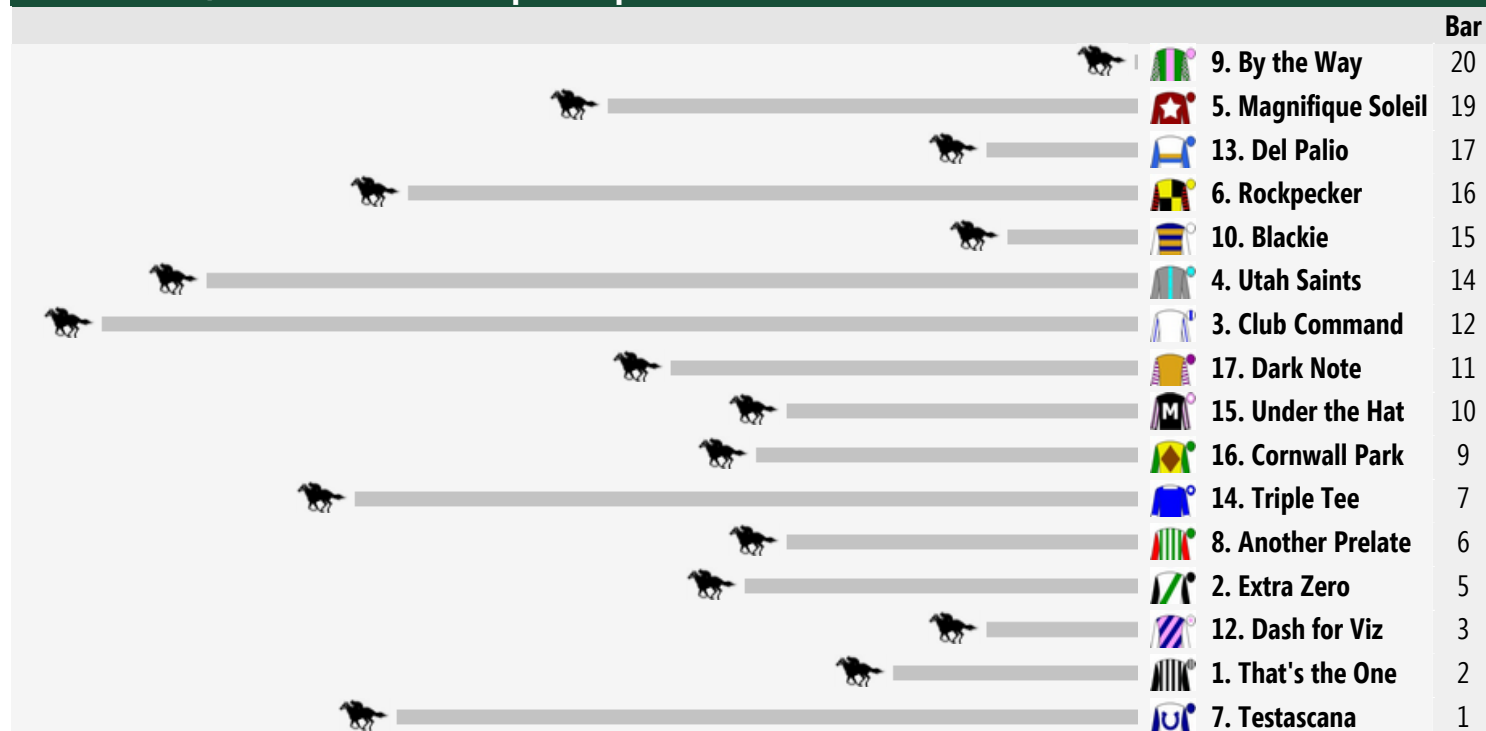 Bar
9. By the Way 20
5. Magnifique Soleil 19
13. Del Palio 17
6. Rockpecker 16
10. Blackie 15
4. Utah Saints 14
3. Club Command 12
17. Dark Note 11
M 15. Under the Hat 10
16. Cornwall Park 9
14. Triple Tee 7
8. Another Prelate 6
2. Extra Zero 5
12. Dash for Viz 3
1. That's the One 2
7. Testascana 1